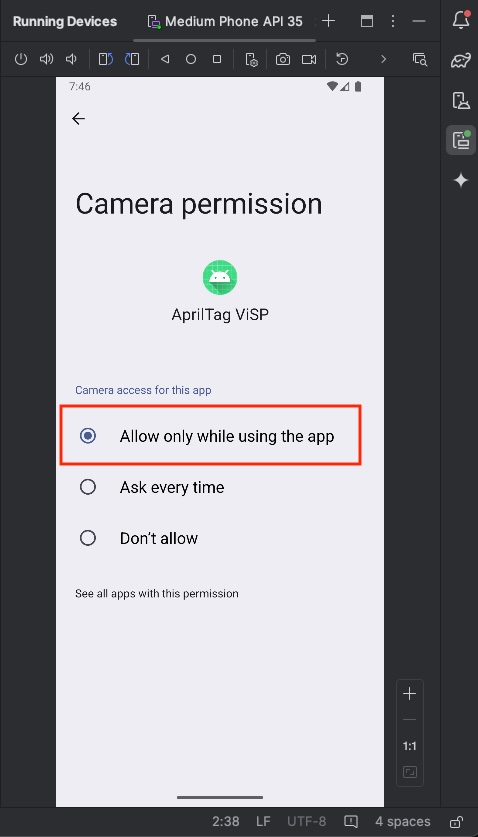 Running Devices
Medium Phone API 35
7:46
Camera permission
AprilTag ViSP
Camera access for this app
Allow only while using the app
Ask every time
Don't allow
See all apps with this permission
1:1
2:38 LF UTF-8 4 spaces